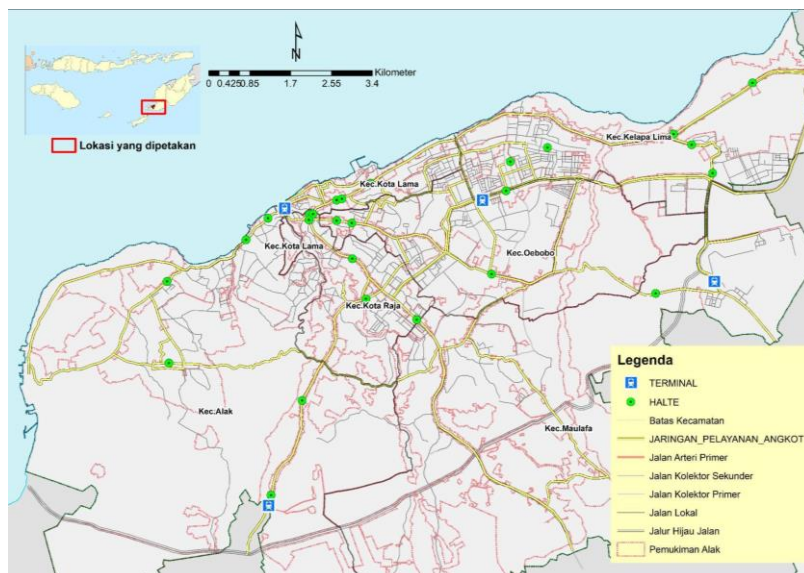 N
Kilometer
0 0.425 0.85 1.7 2.55 3.4
Lokasi yang dipetakan
Kec.Kelapa Lima
Kec.Kota Lama
Kec.Kota Lama
Kec.Oebobo
Kec.Kota Raja
Kec.Alak
Kec.Maulafa
Legenda
TERMINAL
HALTE
Batas Kecamatan
JARINGAN_PELAYANAN_ANGKOT
Jalan Arteri Primer
Jalan Kolektor Sekunder
Jalan Kolektor Primer
Jalan Lokal
Jalur Hijau Jalan
Pemukiman Alak